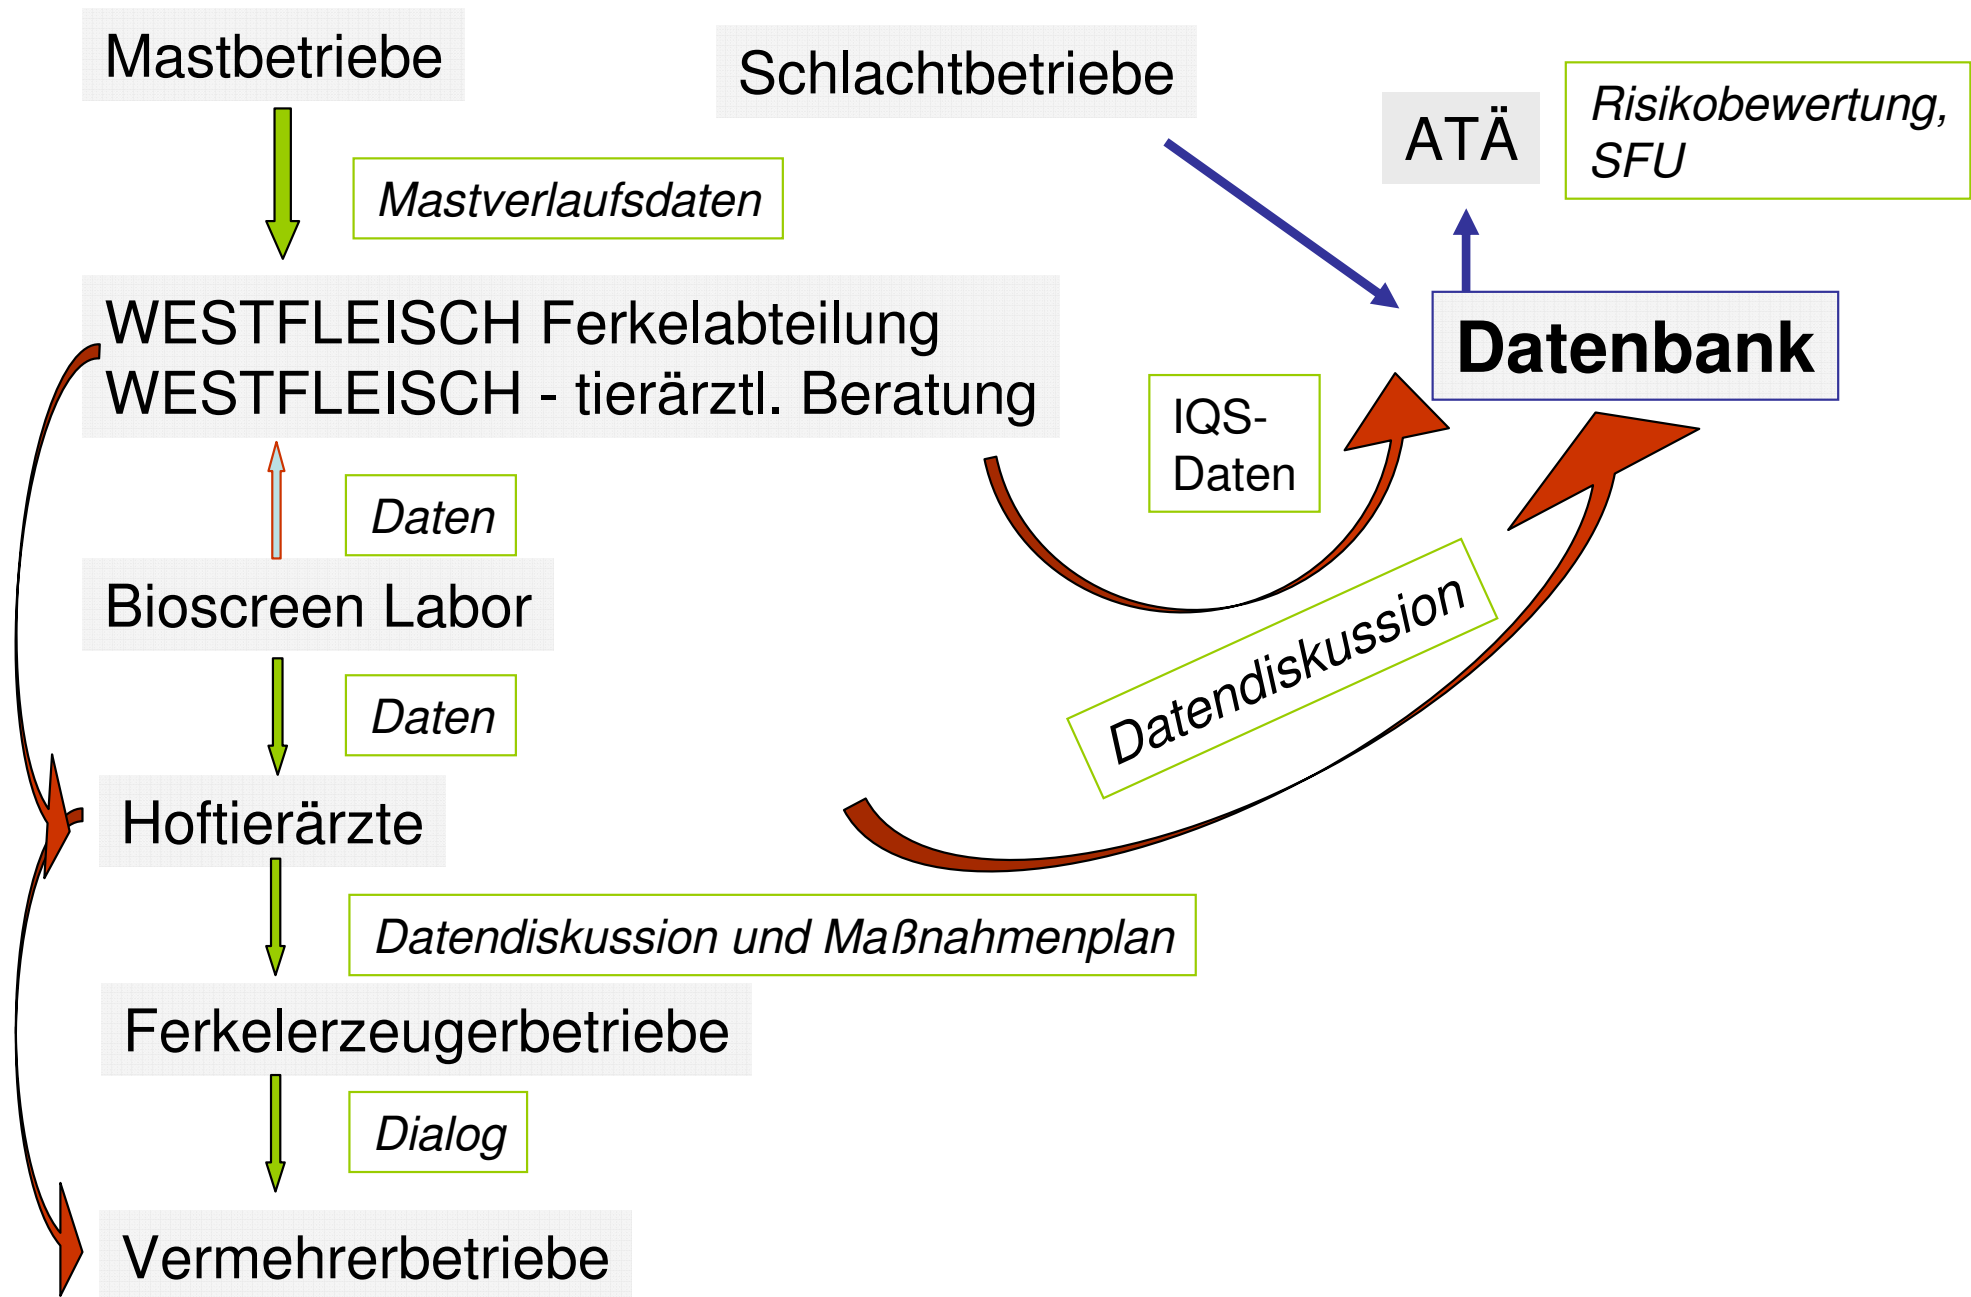 Mastbetriebe
Schlachtbetriebe
ATÄ
Risikobewertung,
SFU
Mastverlaufsdaten
WESTFLEISCH Ferkelabteilung
WESTFLEISCH - tierärztl. Beratung
Datenbank
IQS-
Daten
Daten
Bioscreen Labor
Datendiskussion
Daten
Hoftierärzte
Datendiskussion und Maßnahmenplan
Ferkelerzeugerbetriebe
Dialog
Vermehrerbetriebe